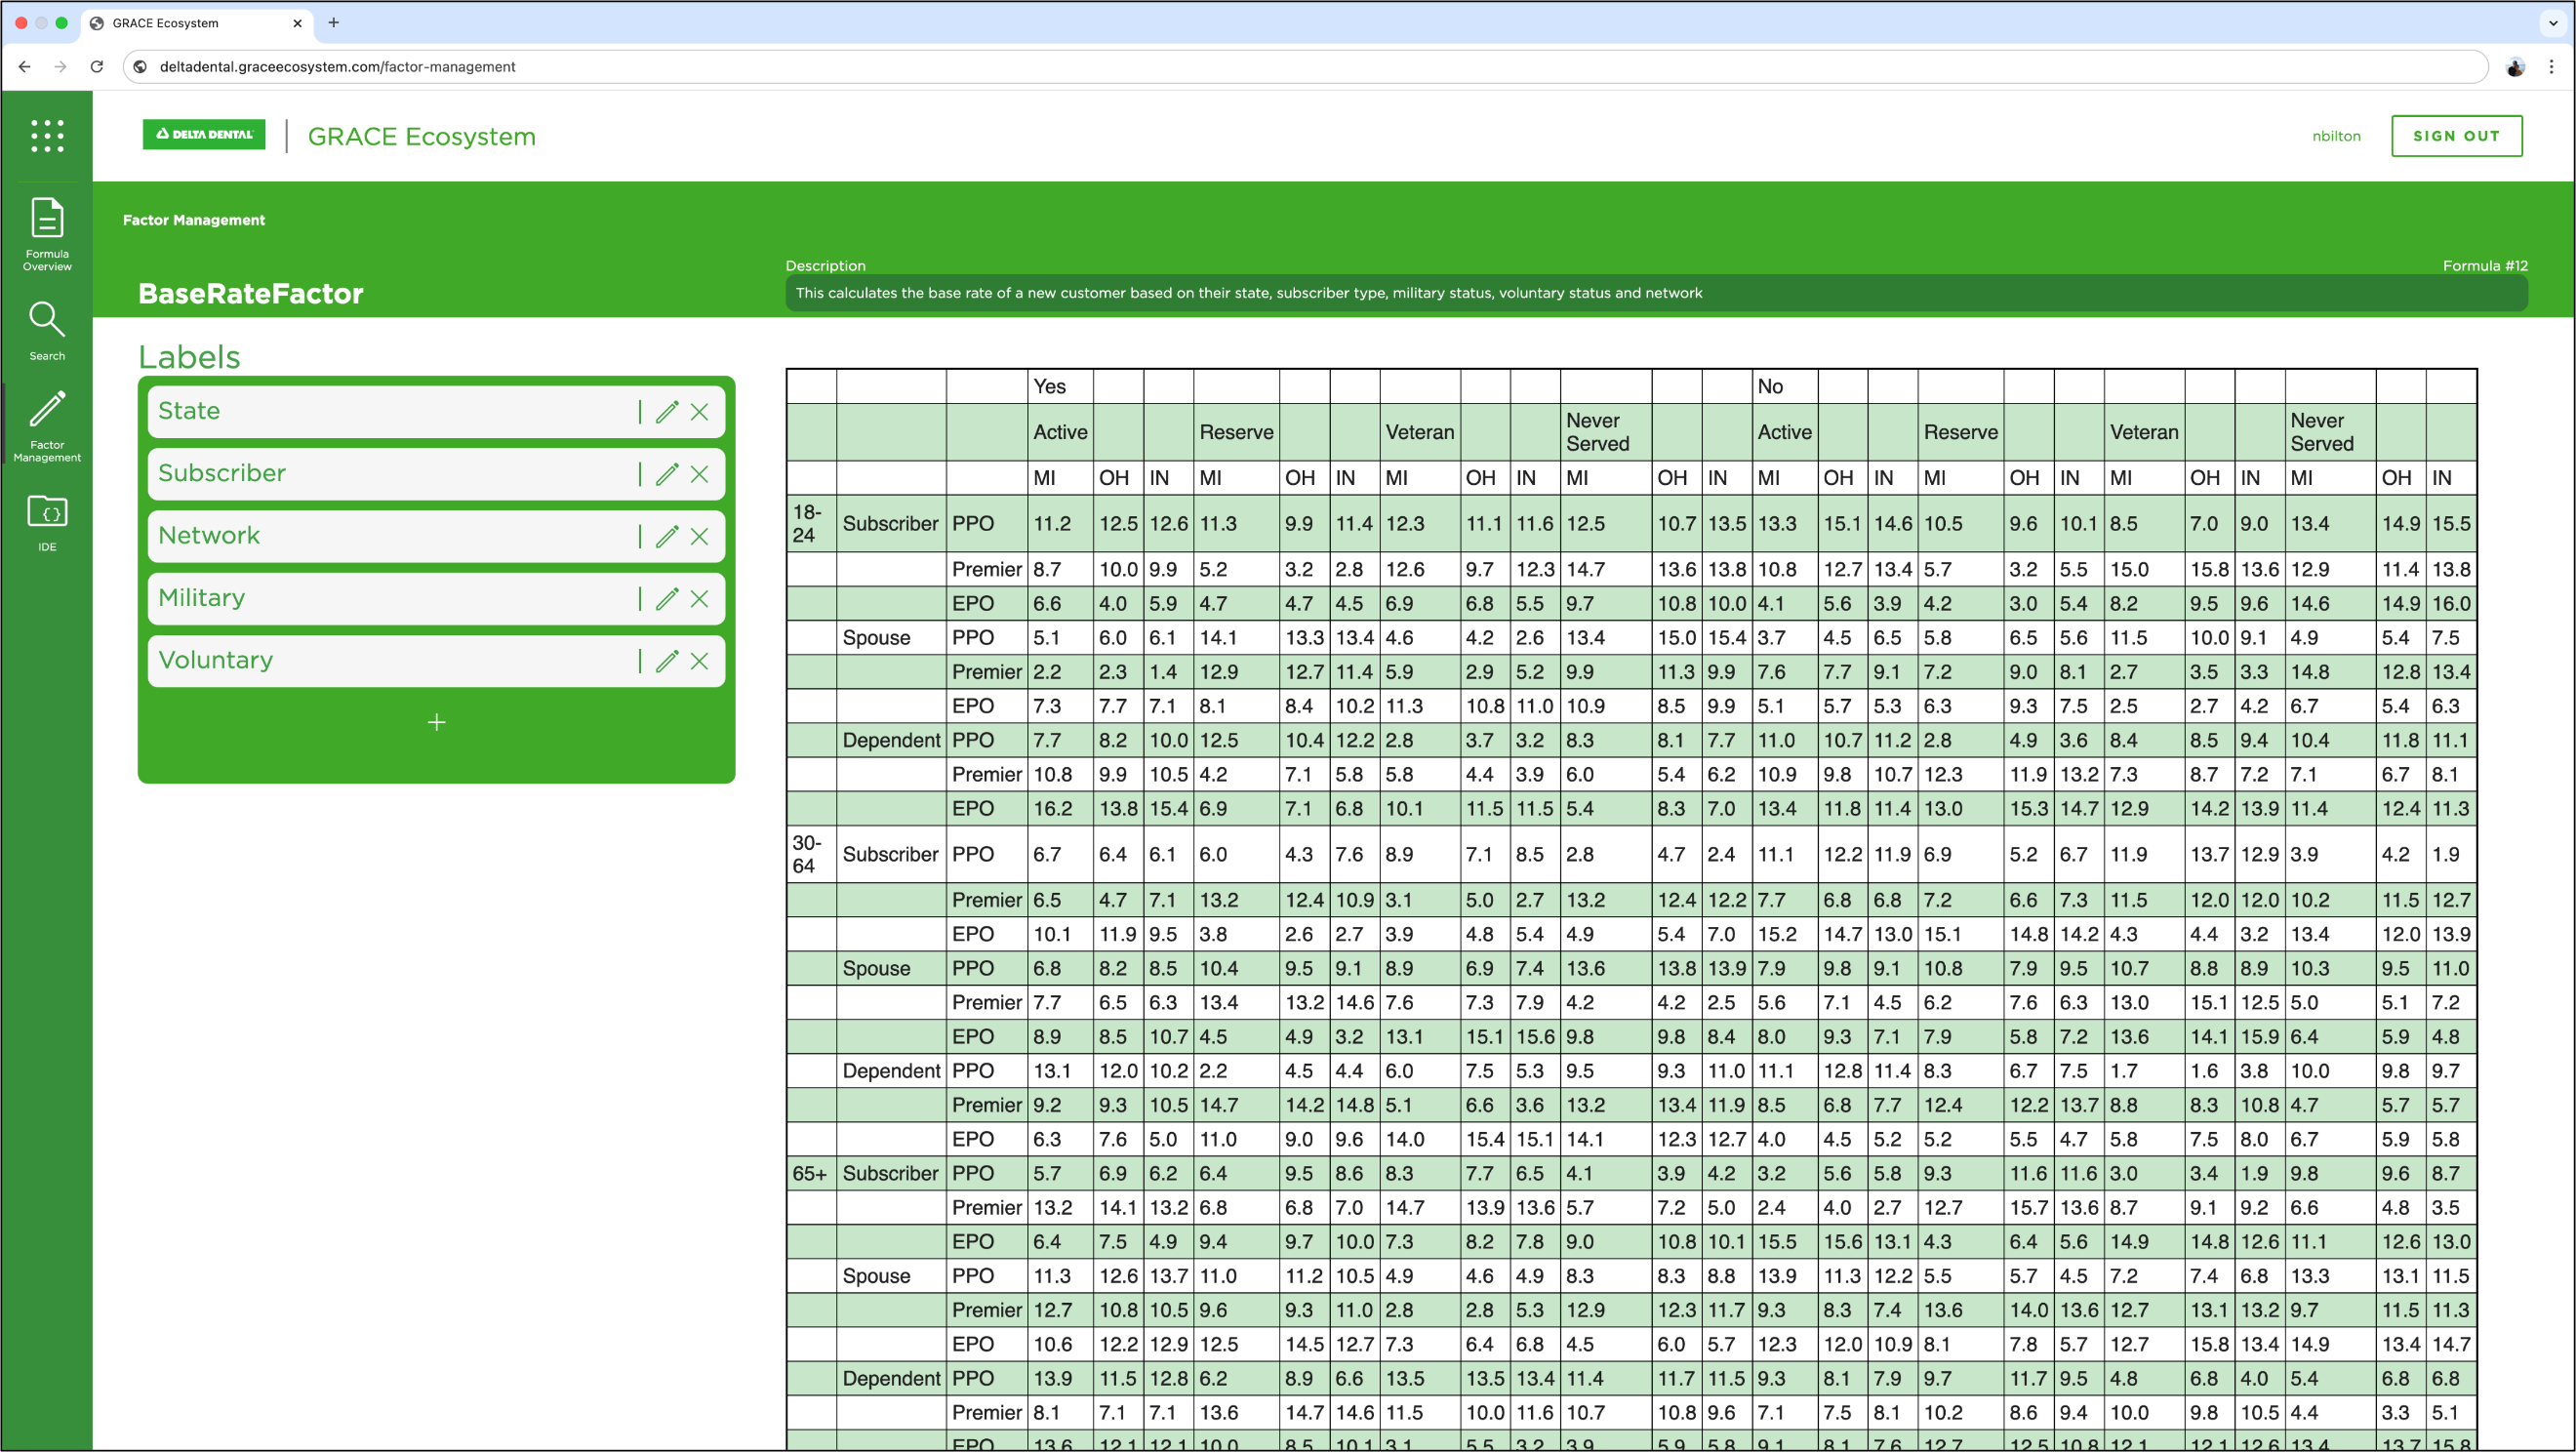 GRACE Ecosystem
deltadental.graceecosystem.com/factor-management
DELTA DENTAL
GRACE Ecosystem
nbilton
SIGN OUT
Formula Overview
Search
Factor Management
IDE
Factor Management
BaseRateFactor
Description
Formula #12
This calculates the base rate of a new customer based on their state, subscriber type, military status, voluntary status and network
Labels
State
Subscriber
Network
Military
Voluntary
Yes No
Active Reserve Veteran Never Served Active Reserve Veteran Never Served
MI OH IN MI OH IN MI OH IN MI OH IN MI OH IN MI OH IN MI OH IN MI OH IN
18-24 Subscriber PPO 11.2 12.5 12.6 11.3 9.9 11.4 12.3 11.1 11.6 12.5 10.7 13.5 13.3 15.1 14.6 10.5 9.6 10.1 8.5 7.0 9.0 13.4 14.9 15.5
Premier 8.7 10.0 9.9 5.2 3.2 2.8 12.6 9.7 12.3 14.7 13.6 13.8 10.8 12.7 13.4 5.7 3.2 5.5 15.0 15.8 13.6 12.9 11.4 13.8
EPO 6.6 4.0 5.9 4.7 4.7 4.5 6.9 6.8 5.5 9.7 10.8 10.0 4.1 5.6 3.9 4.2 3.0 5.4 8.2 9.5 9.6 14.6 14.9 16.0
Spouse PPO 5.1 6.0 6.1 14.1 13.3 13.4 4.6 4.2 2.6 13.4 15.0 15.4 3.7 4.5 6.5 5.8 6.5 5.6 11.5 10.0 9.1 4.9 5.4 7.5
Premier 2.2 2.3 1.4 12.9 12.7 11.4 5.9 2.9 5.2 9.9 11.3 9.9 7.6 7.7 9.1 7.2 9.0 8.1 2.7 3.5 3.3 14.8 12.8 13.4
EPO 7.3 7.7 7.1 8.1 8.4 10.2 11.3 10.8 11.0 10.9 8.5 9.9 5.1 5.7 5.3 6.3 9.3 7.5 2.5 2.7 4.2 6.7 5.4 6.3
Dependent PPO 7.7 8.2 10.0 12.5 10.4 12.2 2.8 3.7 3.2 8.3 8.1 7.7 11.0 10.7 11.2 2.8 4.9 3.6 8.4 8.5 9.4 10.4 11.8 11.1
Premier 10.8 9.9 10.5 4.2 7.1 5.8 5.8 4.4 3.9 6.0 5.4 6.2 10.9 9.8 10.7 12.3 11.9 13.2 7.3 8.7 7.2 7.1 6.7 8.1
EPO 16.2 13.8 15.4 6.9 7.1 6.8 10.1 11.5 11.5 5.4 8.3 7.0 13.4 11.8 11.4 13.0 15.3 14.7 12.9 14.2 13.9 11.4 12.4 11.3
30-64 Subscriber PPO 6.7 6.4 6.1 6.0 4.3 7.6 8.9 7.1 8.5 2.8 4.7 2.4 11.1 12.2 11.9 6.9 5.2 6.7 11.9 13.7 12.9 3.9 4.2 1.9
Premier 6.5 4.7 7.1 13.2 12.4 10.9 3.1 5.0 2.7 13.2 12.4 12.2 7.7 6.8 6.8 7.2 6.6 7.3 11.5 12.0 12.0 10.2 11.5 12.7
EPO 10.1 11.9 9.5 3.8 2.6 2.7 3.9 4.8 5.4 4.9 5.4 7.0 15.2 14.7 13.0 15.1 14.8 14.2 4.3 4.4 3.2 13.4 12.0 13.9
Spouse PPO 6.8 8.2 8.5 10.4 9.5 9.1 8.9 6.9 7.4 13.6 13.8 13.9 7.9 9.8 9.1 10.8 7.9 9.5 10.7 8.8 8.9 10.3 9.5 11.0
Premier 7.7 6.5 6.3 13.4 13.2 14.6 7.6 7.3 7.9 4.2 4.2 2.5 5.6 7.1 4.5 6.2 7.6 6.3 13.0 15.1 12.5 5.0 5.1 7.2
EPO 8.9 8.5 10.7 4.5 4.9 3.2 13.1 15.1 15.6 9.8 9.8 8.4 8.0 9.3 7.1 7.9 5.8 7.2 13.6 14.1 15.9 6.4 5.9 4.8
Dependent PPO 13.1 12.0 10.2 2.2 4.5 4.4 6.0 7.5 5.3 9.5 9.3 11.0 11.1 12.8 11.4 8.3 6.7 7.5 1.7 1.6 3.8 10.0 9.8 9.7
Premier 9.2 9.3 10.5 14.7 14.2 14.8 5.1 6.6 3.6 13.2 13.4 11.9 8.5 6.8 7.7 12.4 12.2 13.7 8.8 8.3 10.8 4.7 5.7 5.7
EPO 6.3 7.6 5.0 11.0 9.0 9.6 14.0 15.4 15.1 14.1 12.3 12.7 4.0 4.5 5.2 5.2 5.5 4.7 5.8 7.5 8.0 6.7 5.9 5.8
65+ Subscriber PPO 5.7 6.9 6.2 6.4 9.5 8.6 8.3 7.7 6.5 4.1 3.9 4.2 3.2 5.6 5.8 9.3 11.6 11.6 3.0 3.4 1.9 9.8 9.6 8.7
Premier 13.2 14.1 13.2 6.8 6.8 7.0 14.7 13.9 13.6 5.7 7.2 5.0 2.4 4.0 2.7 12.7 15.7 13.6 8.7 9.1 9.2 6.6 4.8 3.5
EPO 6.4 7.5 4.9 9.4 9.7 10.0 7.3 8.2 7.8 9.0 10.8 10.1 15.5 15.6 13.1 4.3 6.4 5.6 14.9 14.8 12.6 11.1 12.6 13.0
Spouse PPO 11.3 12.6 13.7 11.0 11.2 10.5 4.9 4.6 4.9 8.3 8.3 8.8 13.9 11.3 12.2 5.5 5.7 4.5 7.2 7.4 6.8 13.3 13.1 11.5
Premier 12.7 10.8 10.5 9.6 9.3 11.0 2.8 2.8 5.3 12.9 12.3 11.7 9.3 8.3 7.4 13.6 14.0 13.6 12.7 13.1 13.2 9.7 11.5 11.3
EPO 10.6 12.2 12.9 12.5 14.5 12.7 7.3 6.4 6.8 4.5 6.0 5.7 12.3 12.0 10.9 8.1 7.8 5.7 12.7 15.8 13.4 14.9 13.4 14.7
Dependent PPO 13.9 11.5 12.8 6.2 8.9 6.6 13.5 13.5 13.4 11.4 11.7 11.5 9.3 8.1 7.9 9.7 11.7 9.5 4.8 6.8 4.0 5.4 6.8 6.8
Premier 8.1 7.1 7.1 13.6 14.7 14.6 11.5 10.0 11.6 10.7 10.8 9.6 7.1 7.5 8.1 10.2 8.6 9.4 10.0 9.8 10.5 4.4 3.3 5.1
EPO 13.6 12.1 12.1 10.0 8.5 10.1 3.1 5.5 3.2 3.9 5.9 5.8 9.1 8.1 7.6 12.7 12.5 10.8 12.1 12.1 12.6 13.4 13.7 15.8